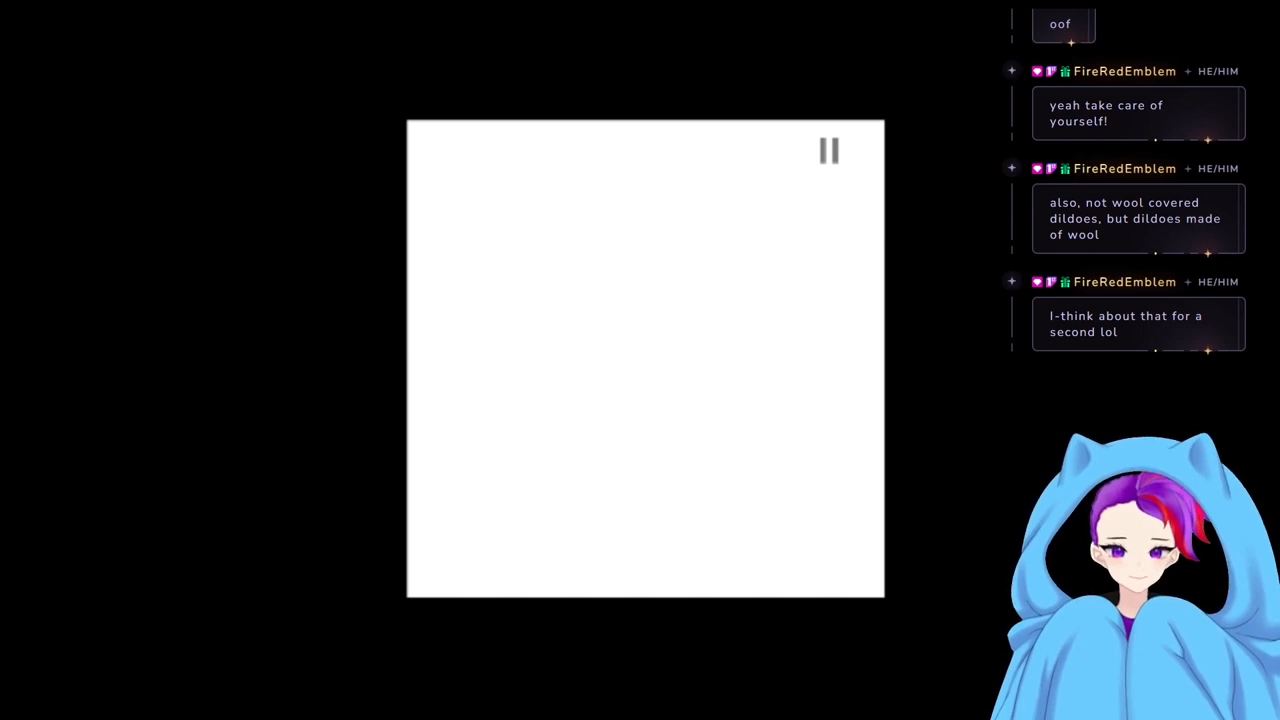 oof
FireRedEmblem HE/HIM
yeah take care of
yourself!
FireRedEmblem HE/HIM
also, not wool covered
dildoes, but dildoes made
of wool
FireRedEmblem HE/HIM
I-think about that for a
second lol